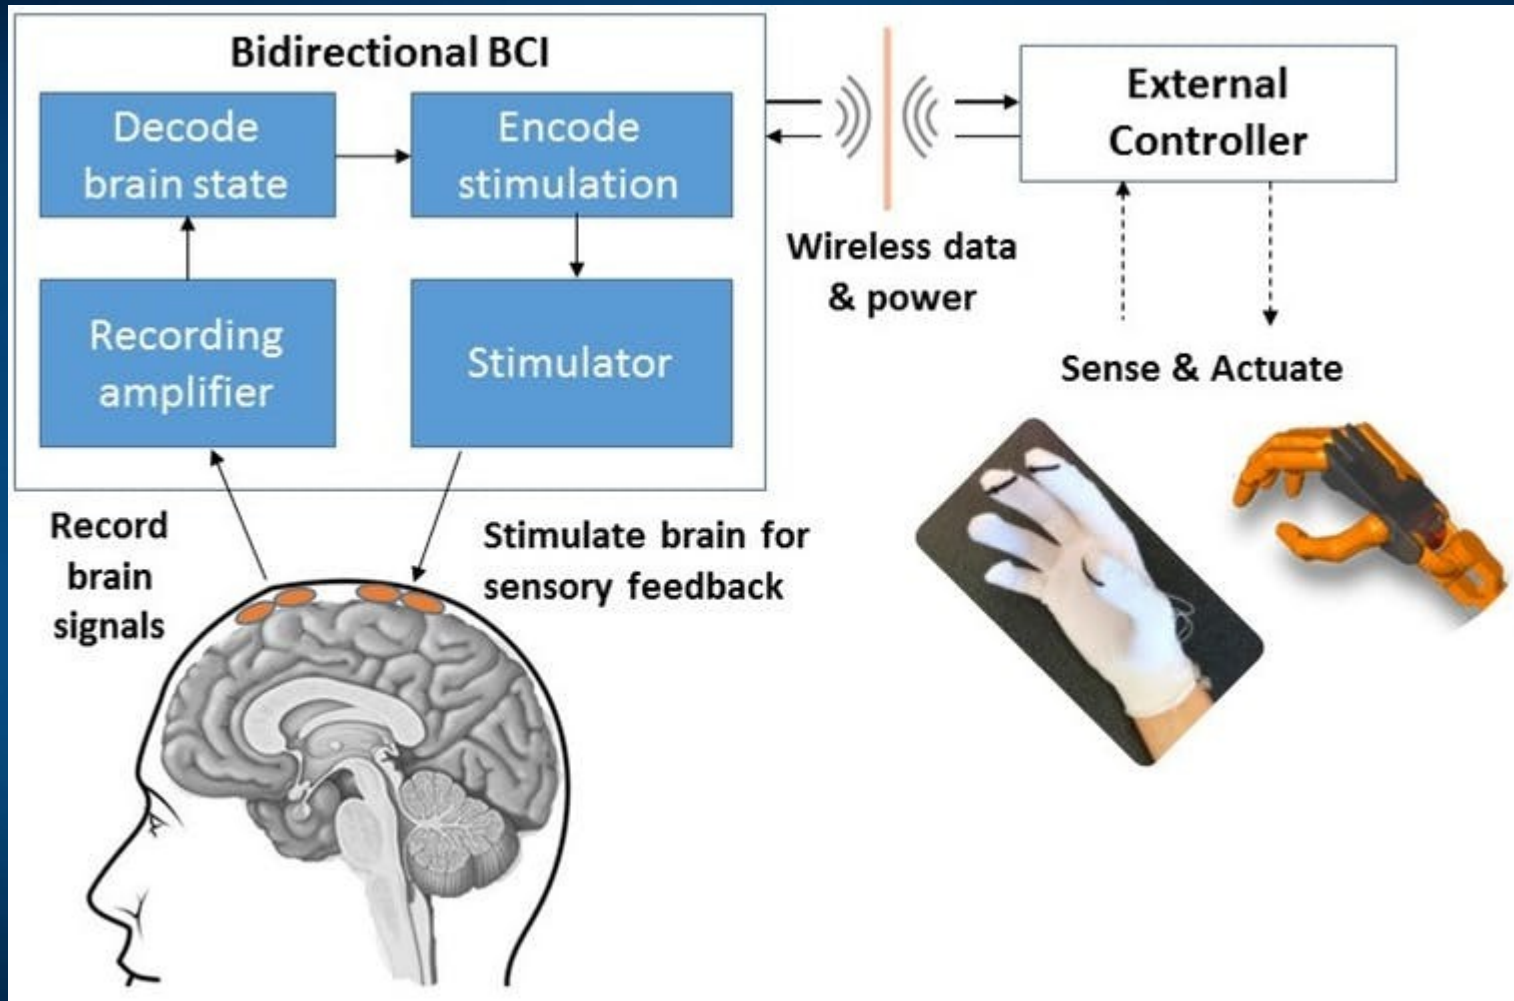 Bidirectional BCI
Decode
brain state
Encode
stimulation
Recording
amplifier
Stimulator
External
Controller
Wireless data
& power
Sense & Actuate
Record
brain
signals
Stimulate brain for
sensory feedback